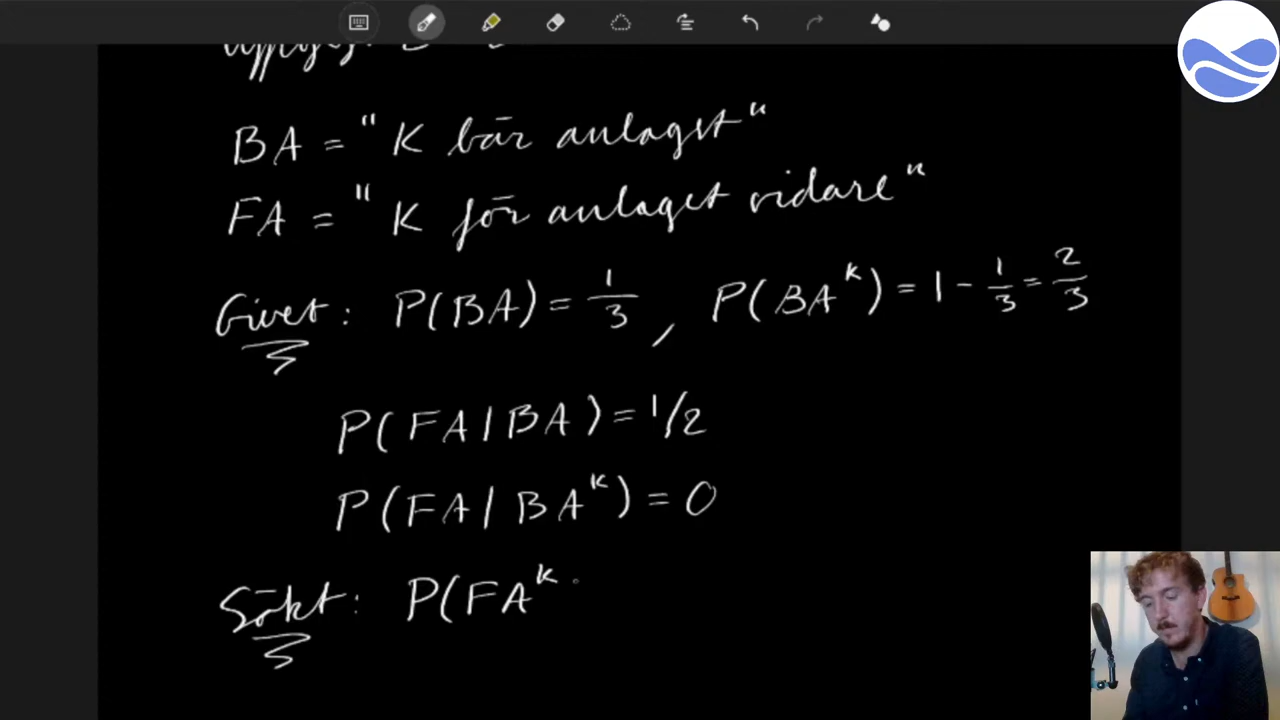 BA = "K bär anlaget"
FA = "K för anlaget vidare"
Givet: P(BA) = 1/3, P(BA^k) = 1 - 1/3 = 2/3
P(FA|BA) = 1/2
P(FA|BA^k) = 0
Sökt: P(FA^k